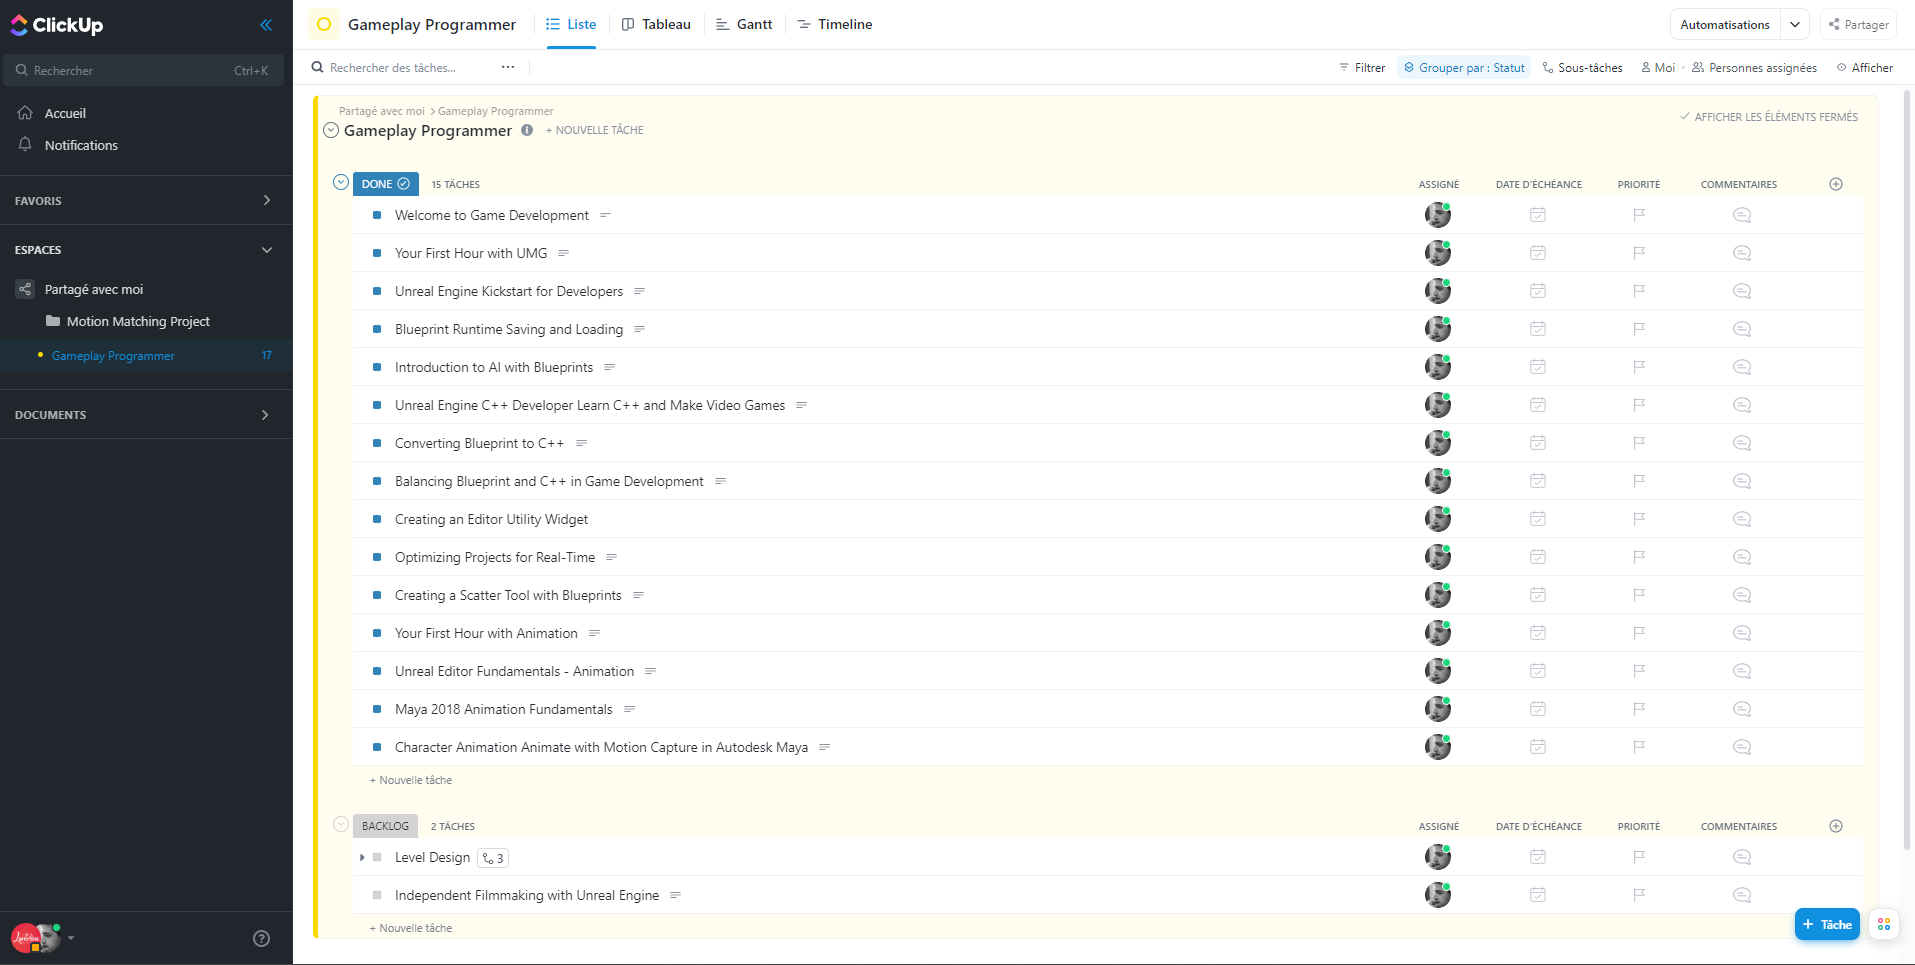 ClickUp
Rechercher
Ctrl+K
Accueil
Notifications
FAVORIS
ESPACES
Partagé avec moi
Motion Matching Project
Gameplay Programmer
17
DOCUMENTS
Gameplay Programmer
Liste
Tableau
Gantt
Timeline
Automatisations
Partager
Rechercher des tâches...
Filtrer
Grouper par : Statut
Sous-tâches
Moi
Personnes assignées
Afficher
Partagé avec moi > Gameplay Programmer
Gameplay Programmer
+ NOUVELLE TÂCHE
AFFICHER LES ÉLÉMENTS FERMÉS
DONE
15 TÂCHES
ASSIGNÉ
DATE D'ÉCHÉANCE
PRIORITÉ
COMMENTAIRES
Welcome to Game Development
Your First Hour with UMG
Unreal Engine Kickstart for Developers
Blueprint Runtime Saving and Loading
Introduction to AI with Blueprints
Unreal Engine C++ Developer Learn C++ and Make Video Games
Converting Blueprint to C++
Balancing Blueprint and C++ in Game Development
Creating an Editor Utility Widget
Optimizing Projects for Real-Time
Creating a Scatter Tool with Blueprints
Your First Hour with Animation
Unreal Editor Fundamentals - Animation
Maya 2018 Animation Fundamentals
Character Animation Animate with Motion Capture in Autodesk Maya
+ Nouvelle tâche
BACKLOG
2 TÂCHES
ASSIGNÉ
DATE D'ÉCHÉANCE
PRIORITÉ
COMMENTAIRES
Level Design
3
Independent Filmmaking with Unreal Engine
+ Nouvelle tâche
+ Tâche